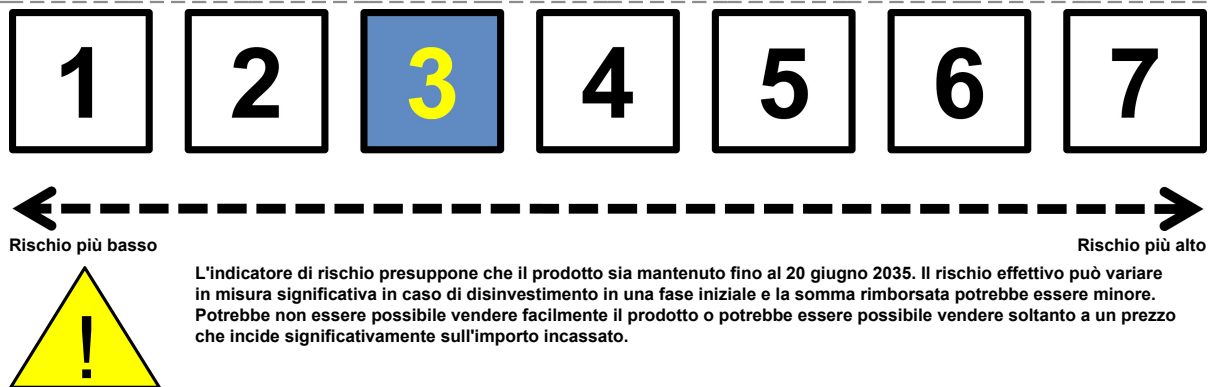 1 2 3 4 5 6 7
Rischio più basso Rischio più alto
L'indicatore di rischio presuppone che il prodotto sia mantenuto fino al 20 giugno 2035. Il rischio effettivo può variare
in misura significativa in caso di disinvestimento in una fase iniziale e la somma rimborsata potrebbe essere minore.
Potrebbe non essere possibile vendere facilmente il prodotto o potrebbe essere possibile vendere soltanto a un prezzo
che incide significativamente sull'importo incassato.
!